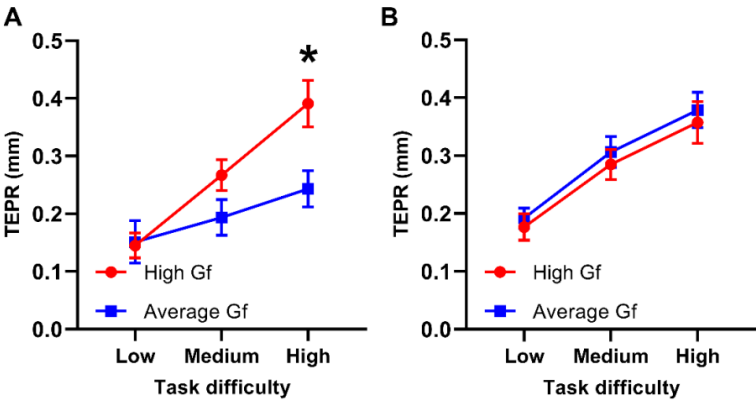 A
TEPR (mm)
0.5
0.4
0.3
0.2
0.1
0.0
*
High Gf
Average Gf
Low Medium High
Task difficulty
B
TEPR (mm)
0.5
0.4
0.3
0.2
0.1
0.0
High Gf
Average Gf
Low Medium High
Task difficulty